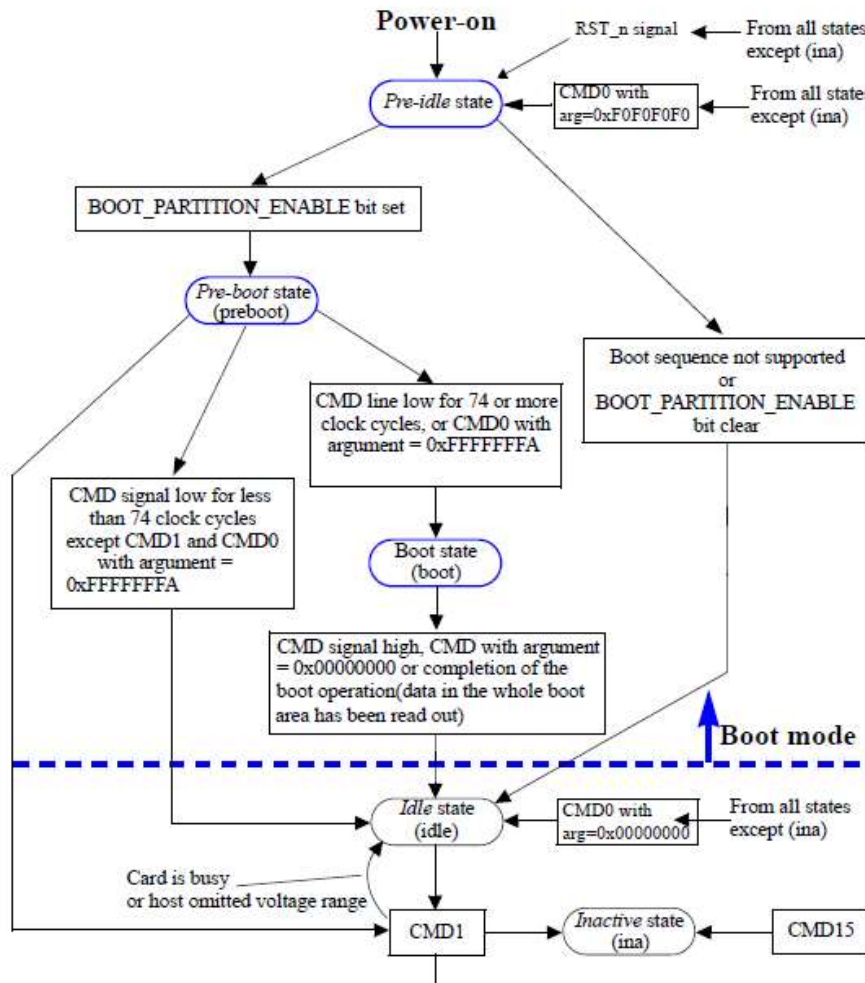 Power-on
RST_n signal
From all states
except (ina)
Pre-idle state
CMD0 with
arg=0xF0F0F0F0
From all states
except (ina)
BOOT_PARTITION_ENABLE bit set
Pre-boot state
(preboot)
Boot sequence not supported
or
BOOT_PARTITION_ENABLE
bit clear
CMD line low for 74 or more
clock cycles, or CMD0 with
argument = 0xFFFFFFFA
CMD signal low for less
than 74 clock cycles
except CMD1 and CMD0
with argument =
0xFFFFFFFA
Boot state
(boot)
CMD signal high, CMD with argument
= 0x00000000 or completion of the
boot operation(data in the whole boot
area has been read out)
Boot mode
Idle state
(idle)
CMD0 with
arg=0x00000000
From all states
except (ina)
Card is busy
or host omitted voltage range
CMD1
Inactive state
(ina)
CMD15